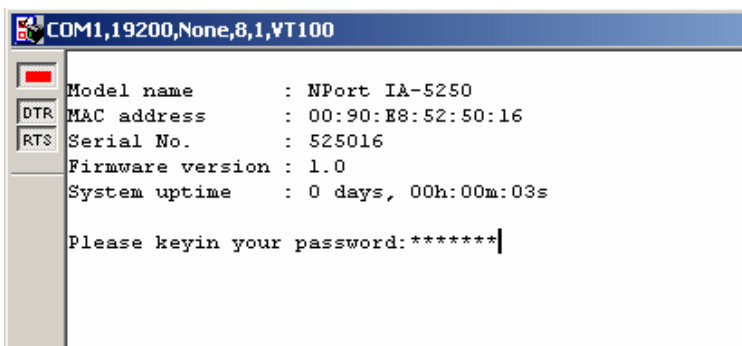 COM1,19200,None,8,1,VT100
Model name : NPort IA-5250
DTR MAC address : 00:90:E8:52:50:16
RTS Serial No. : 525016
Firmware version : 1.0
System uptime : 0 days, 00h:00m:03s
Please keyin your password:*******